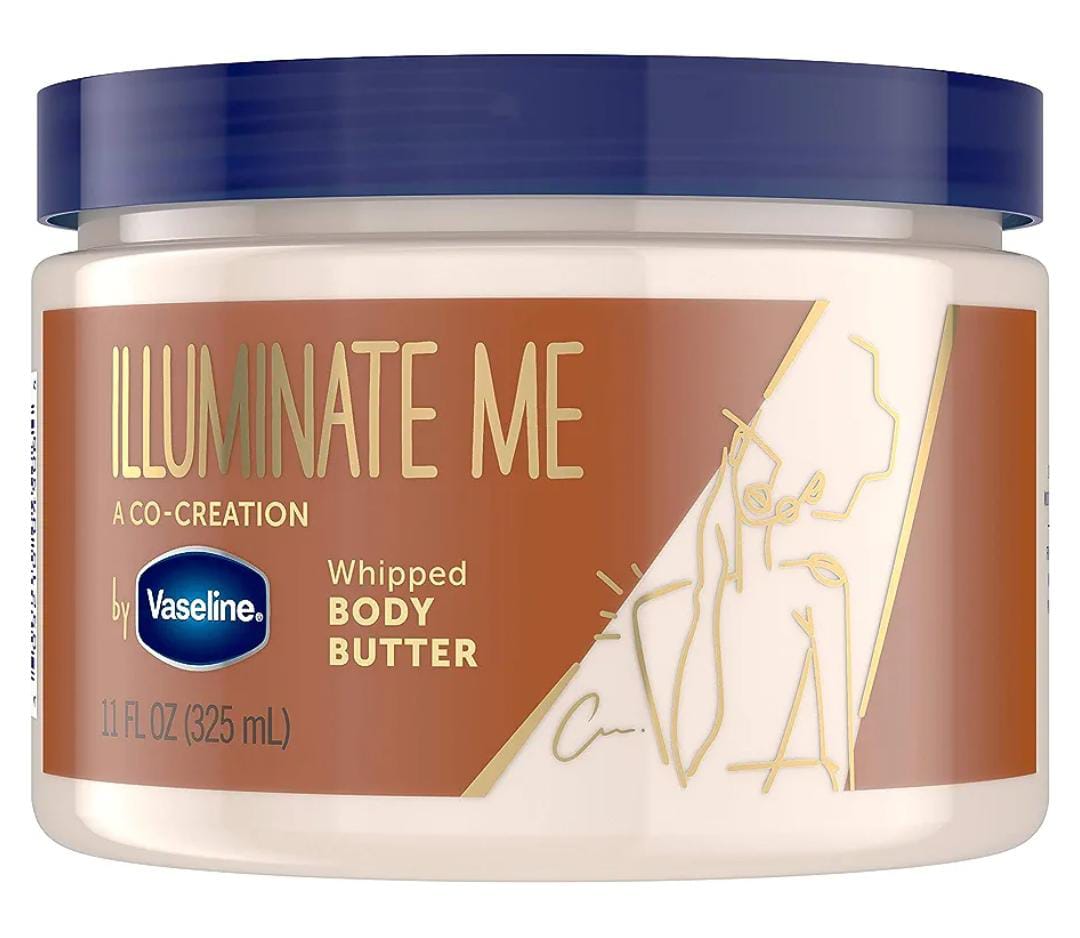 ILLUMINATE ME
A CO-CREATION
by Vaseline®
Whipped
BODY
BUTTER
11 FL OZ (325 mL)